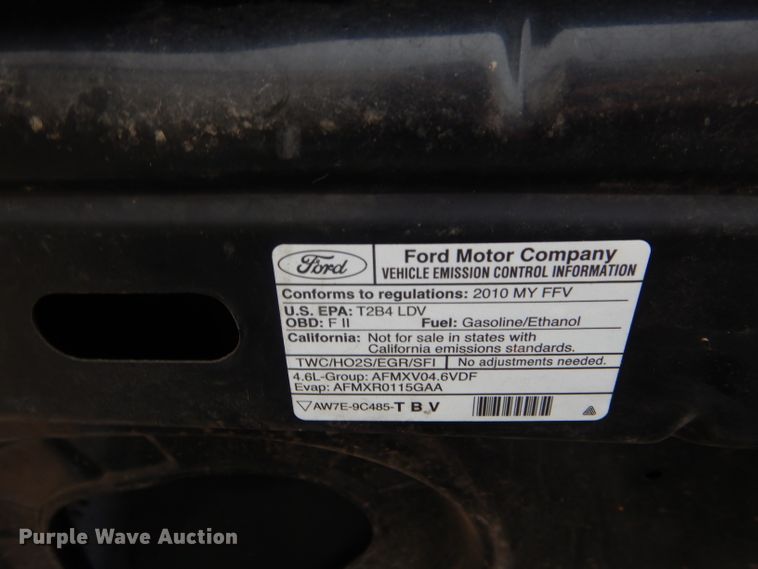 Ford
Ford Motor Company
VEHICLE EMISSION CONTROL INFORMATION
Conforms to regulations: 2010 MY FFV
U.S. EPA: T2B4 LDV
OBD: F II Fuel: Gasoline/Ethanol
California: Not for sale in states with
California emissions standards.
TWC/HO2S/EGR/SFI No adjustments needed.
4.6L-Group: AFMXV04.6VDF
Evap: AFMXR0115GAA
AW7E-9C485-T B V
Purple Wave Auction